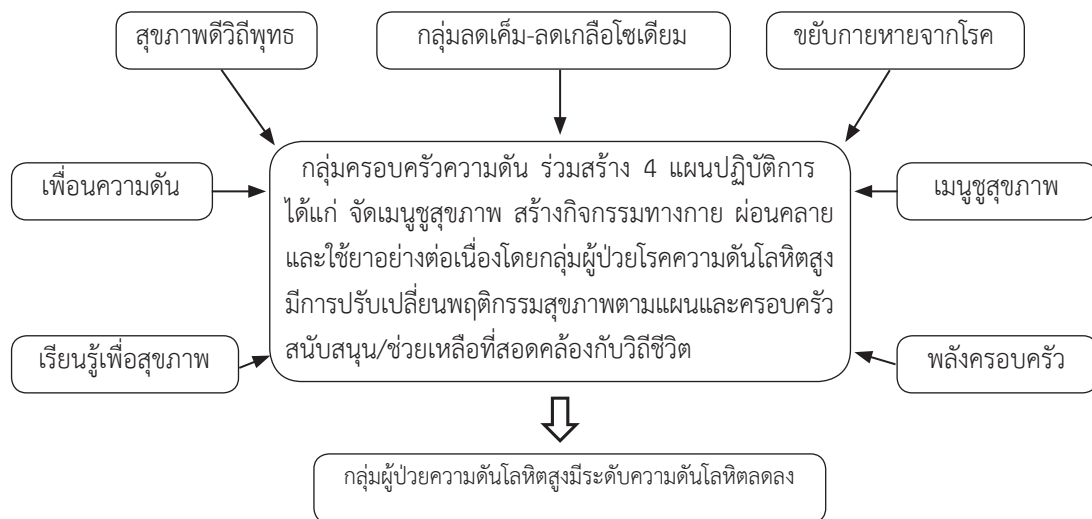 สุขภาพดีวิถีพุทธ
กลุ่มลดเค็ม-ลดเกลือโซเดียม
ขยับกายหายจากโรค
เพื่อนความดัน
กลุ่มครอบครัวความดัน ร่วมสร้าง 4 แผนปฏิบัติการ
ได้แก่ จัดเมนูชูสุขภาพ สร้างกิจกรรมทางกาย ผ่อนคลาย
และใช้ยาอย่างต่อเนื่องโดยกลุ่มผู้ป่วยโรคความดันโลหิตสูง
มีการปรับเปลี่ยนพฤติกรรมสุขภาพตามแผนและครอบครัว
สนับสนุน/ช่วยเหลือที่สอดคล้องกับวิถีชีวิต
เมนูชูสุขภาพ
เรียนรู้เพื่อสุขภาพ
พลังครอบครัว
กลุ่มผู้ป่วยความดันโลหิตสูงมีระดับความดันโลหิตลดลง